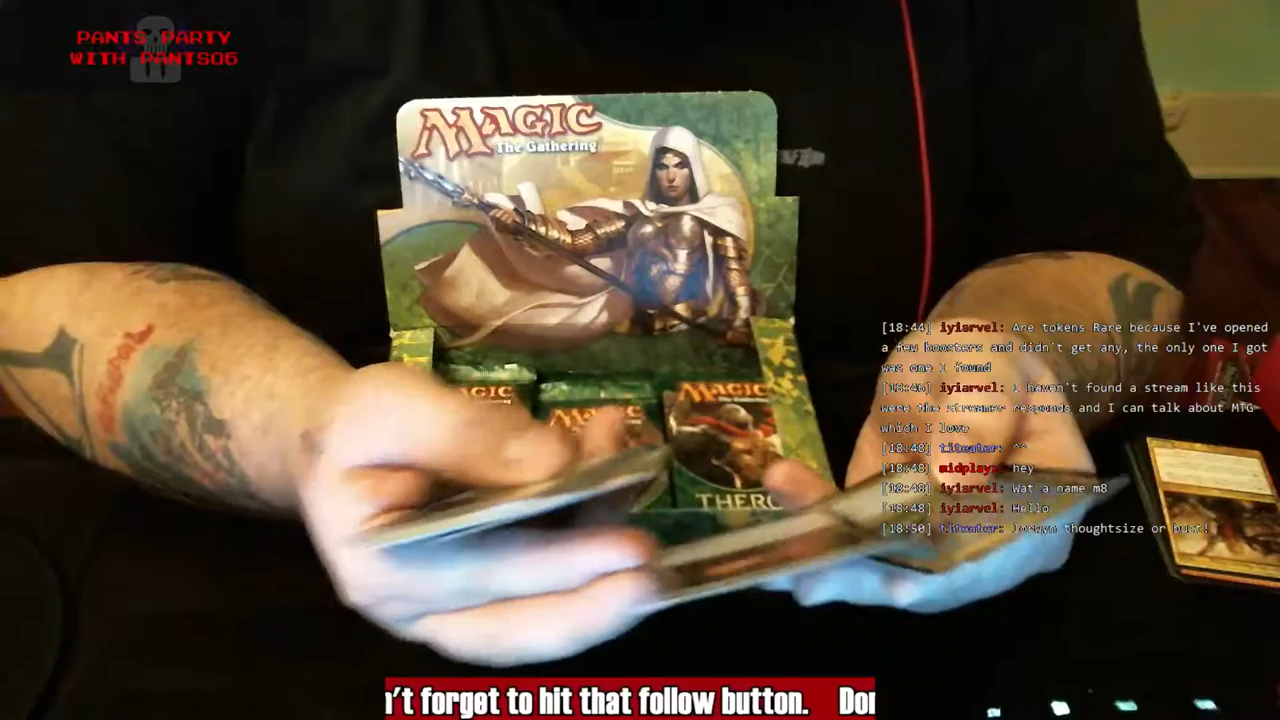 PANTS PARTY
WITH PANTS06
MAGIC
The Gathering
MAGIC
MAGIC
MAGIC
THERO
[18:44] iyiarvel: Are tokens Rare because I've opened
a few boosters and didn't get any, the only one I got
was one I found
[18:46] iyiarvel: I haven't found a stream like this
were the streamer responds and I can talk about MTG
which I love
[18:48] titeater: ^^
[18:48] midplays: hey
[18:48] iyiarvel: Wat a name m8
[18:48] iyiarvel: Hello
[18:50] titeater: lorwyn thoughtsize or bust!
n't forget to hit that follow button. Don